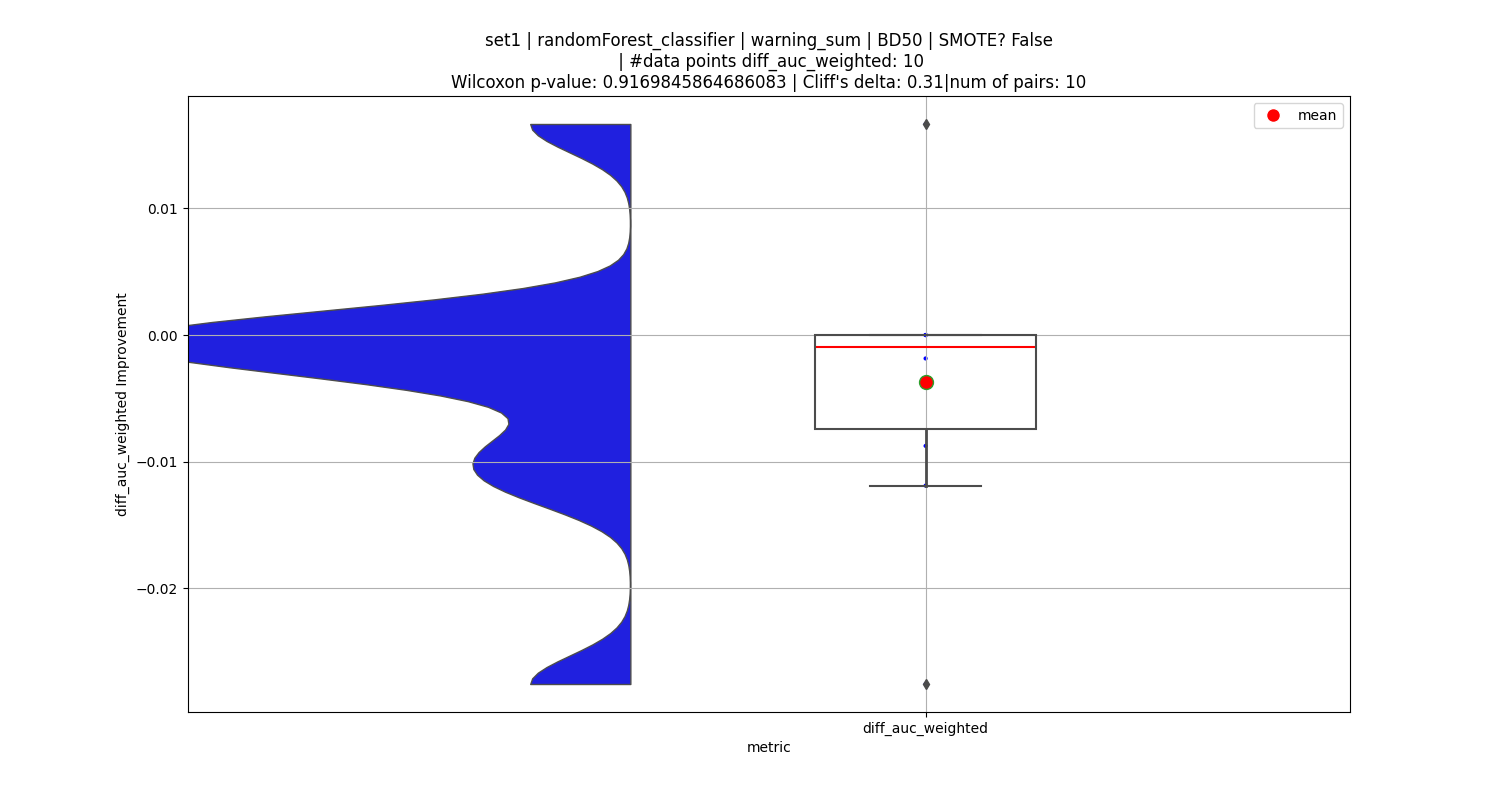 set1 | randomForest_classifier | warning_sum | BD50 | SMOTE? False
| #data points diff_auc_weighted: 10
Wilcoxon p-value: 0.9169845864686083 | Cliff's delta: 0.31|num of pairs: 10
mean
diff_auc_weighted Improvement
0.01
0.00
−0.01
−0.02
diff_auc_weighted
metric